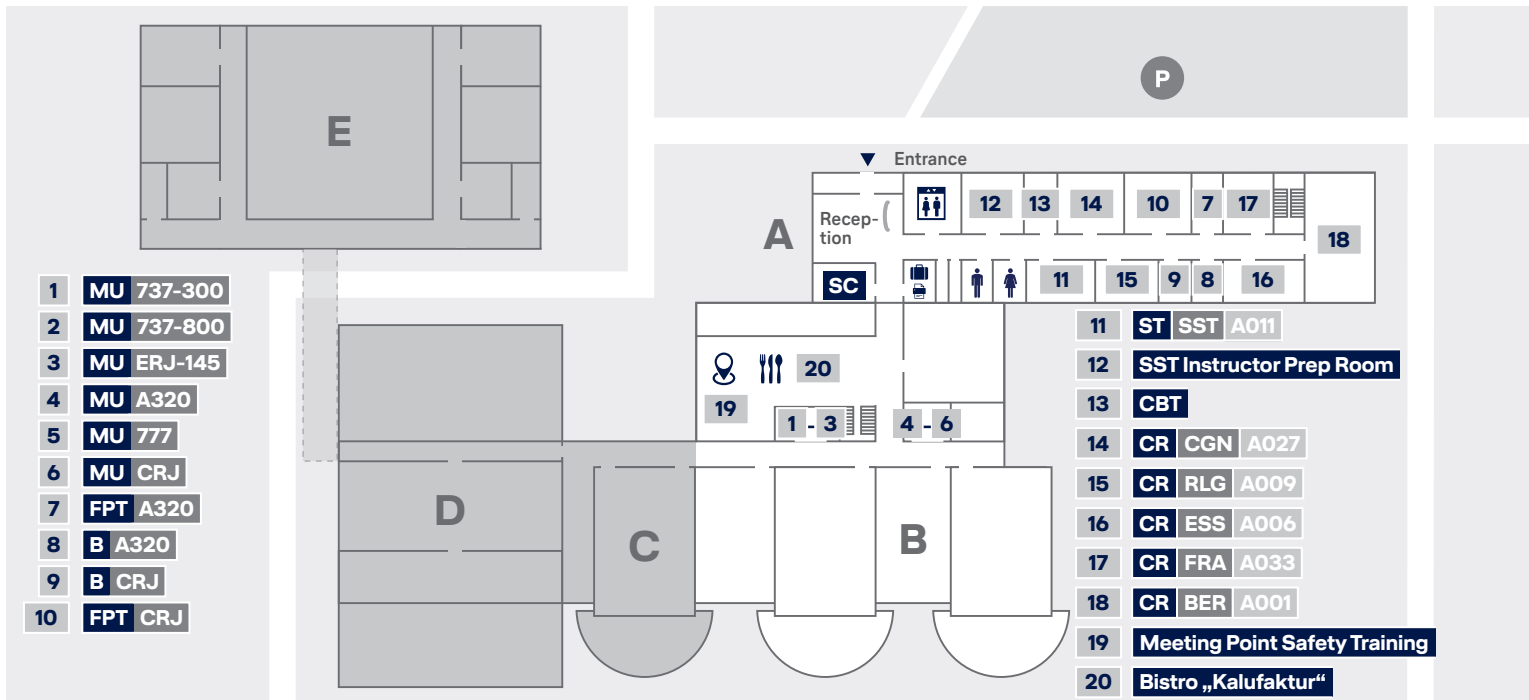 P
E
Entrance
12 13 14 10 7 17
Recep-
tion
A
18
SC
11 15 9 8 16
1 MU 737-300
2 MU 737-800
3 MU ERJ-145
4 MU A320
5 MU 777
6 MU CRJ
7 FPT A320
8 B A320
9 B CRJ
10 FPT CRJ
20
19
1 - 3
4 - 6
D
C
B
11 ST SST A011
12 SST Instructor Prep Room
13 CBT
14 CR CGN A027
15 CR RLG A009
16 CR ESS A006
17 CR FRA A033
18 CR BER A001
19 Meeting Point Safety Training
20 Bistro „Kalufaktur“